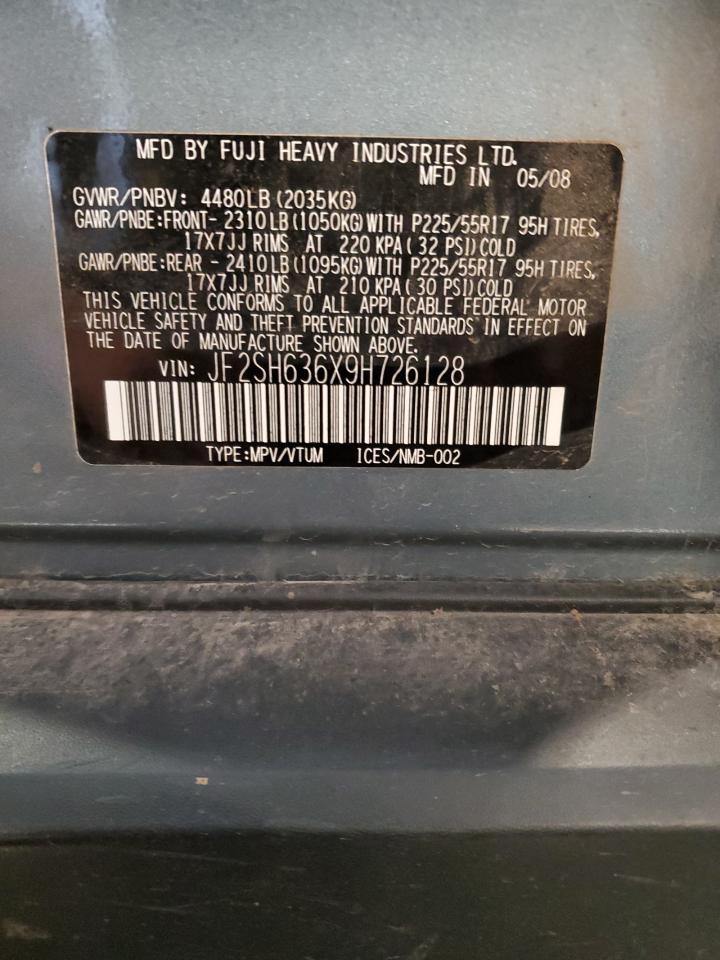 MFD BY FUJI HEAVY INDUSTRIES LTD.
MFD IN 05/08
GVWR/PNBV: 4480LB(2035KG)
GAWR/PNBE:FRONT- 2310LB(1050KG)WITH P225/55R17 95H TIRES,
17X7JJ RIMS AT 220 KPA( 32 PSI)COLD
GAWR/PNBE:REAR - 2410LB(1095KG)WITH P225/55R17 95H TIRES,
17X7JJ RIMS AT 210 KPA( 30 PSI)COLD
THIS VEHICLE CONFORMS TO ALL APPLICABLE FEDERAL MOTOR
VEHICLE SAFETY AND THEFT PREVENTION STANDARDS IN EFFECT ON
THE DATE OF MANUFACTURE SHOWN ABOVE.
VIN: JF2SH636X9H726128
TYPE:MPV/VTUM ICES/NMB-002